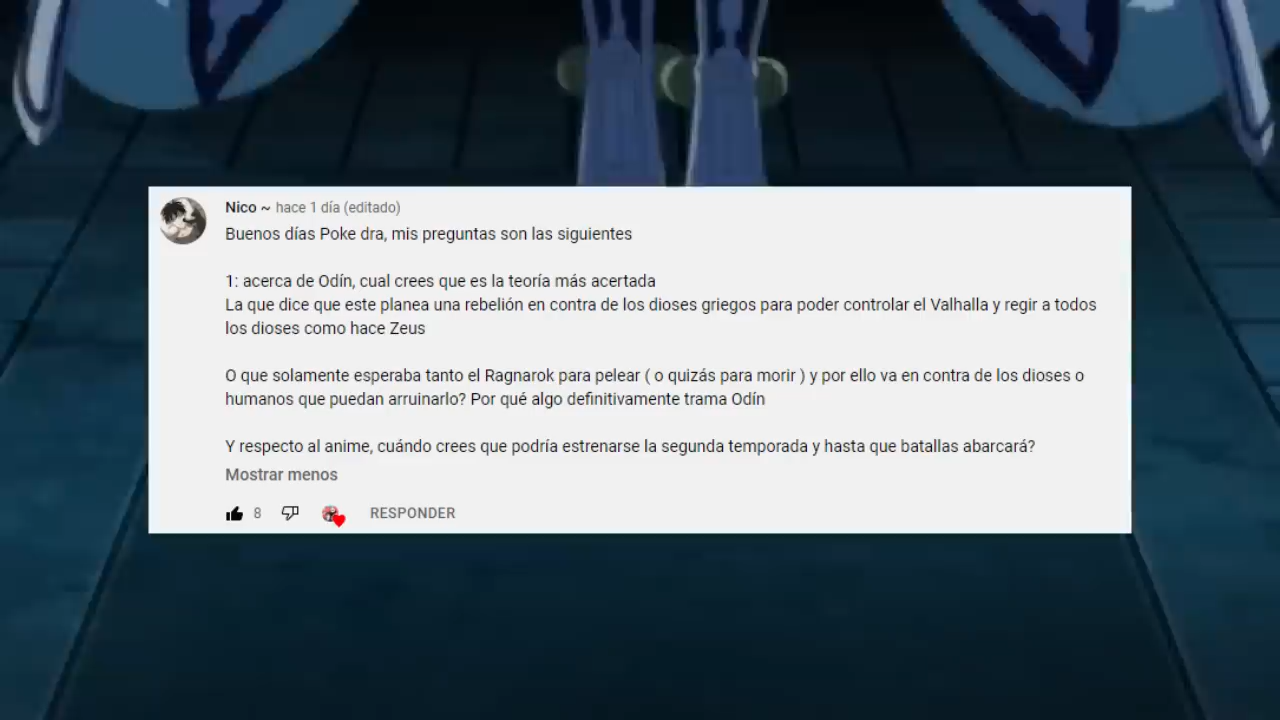 Nico ~ hace 1 día (editado)
Buenos días Poke dra, mis preguntas son las siguientes
1: acerca de Odín, cual crees que es la teoría más acertada
La que dice que este planea una rebelión en contra de los dioses griegos para poder controlar el Valhalla y regir a todos
los dioses como hace Zeus
O que solamente esperaba tanto el Ragnarok para pelear ( o quizás para morir ) y por ello va en contra de los dioses o
humanos que puedan arruinarlo? Por qué algo definitivamente trama Odín
Y respecto al anime, cuándo crees que podría estrenarse la segunda temporada y hasta que batallas abarcará?
Mostrar menos
8 RESPONDER